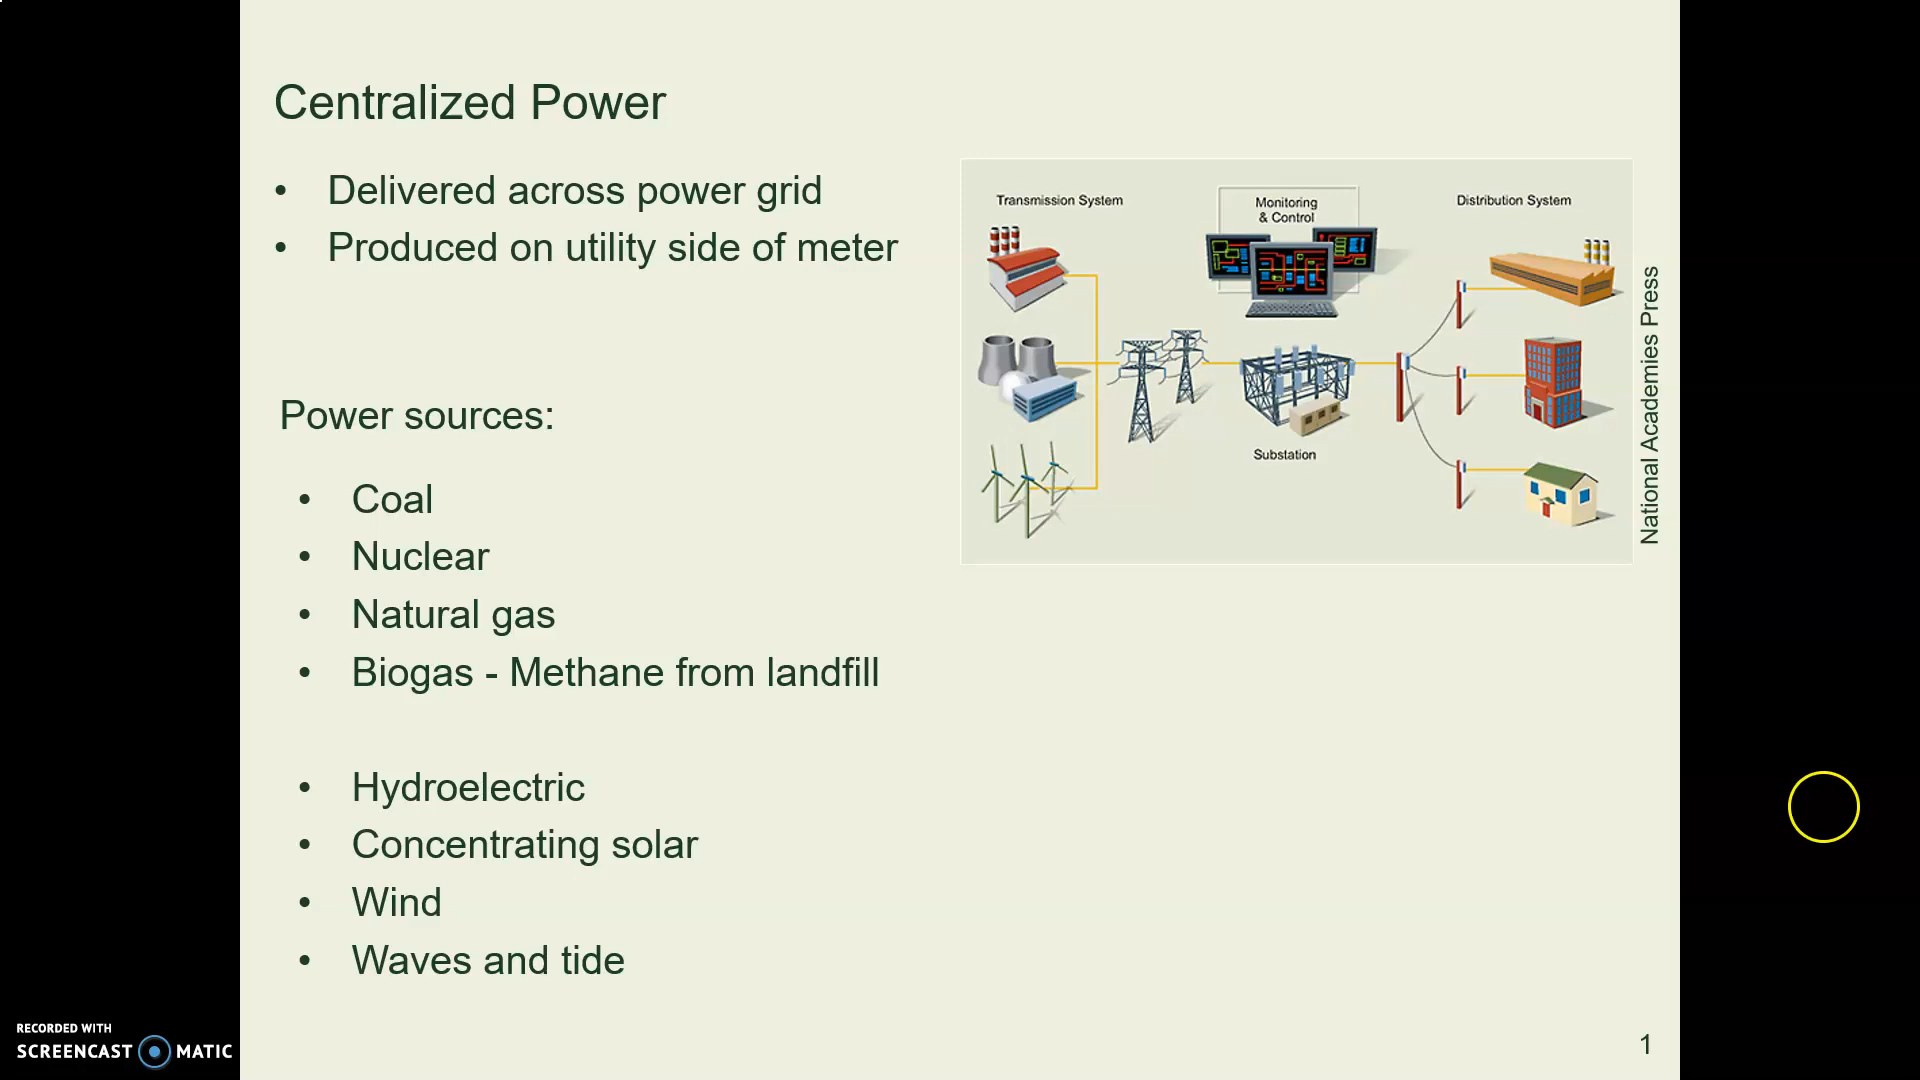 Centralized Power
• Delivered across power grid
• Produced on utility side of meter
Power sources:
• Coal
• Nuclear
• Natural gas
• Biogas - Methane from landfill
• Hydroelectric
• Concentrating solar
• Wind
• Waves and tide
Transmission System
Monitoring
& Control
Distribution System
Substation
National Academies Press
RECORDED WITH
SCREENCAST MATIC
1